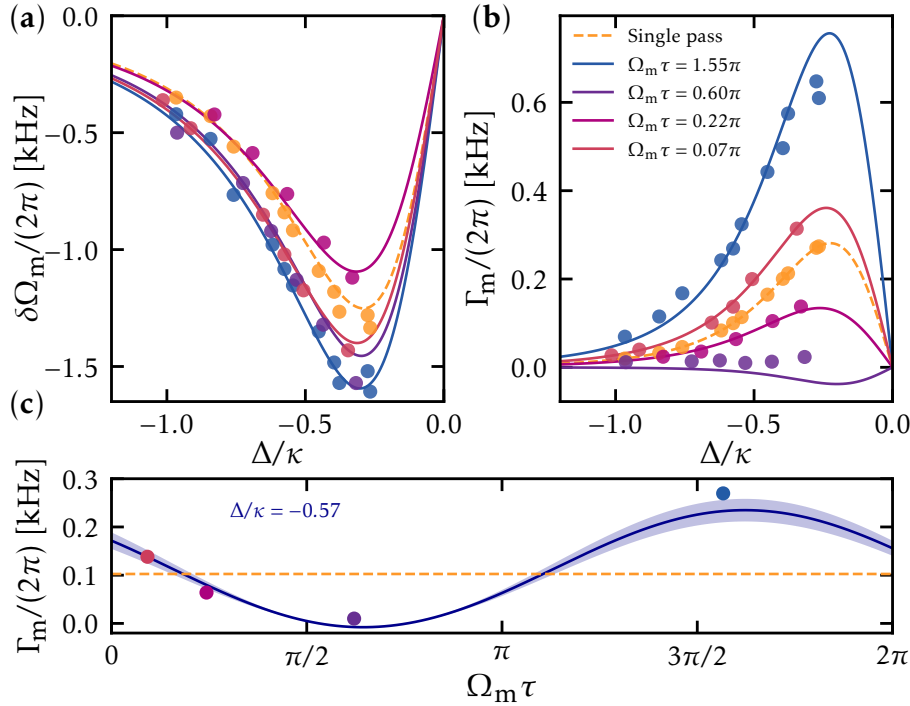 (a)
0.0
−0.5
−1.0
−1.5
δΩm/(2π) [kHz]
−1.0 −0.5 0.0
Δ/κ
(b)
Single pass
Ωm τ = 1.55π
Ωm τ = 0.60π
Ωm τ = 0.22π
Ωm τ = 0.07π
0.6
0.4
0.2
0.0
Γm/(2π) [kHz]
−1.0 −0.5 0.0
Δ/κ
(c)
0.3
0.2
0.1
0.0
Γm/(2π) [kHz]
Δ/κ = −0.57
0 π/2 π 3π/2 2π
Ωm τ